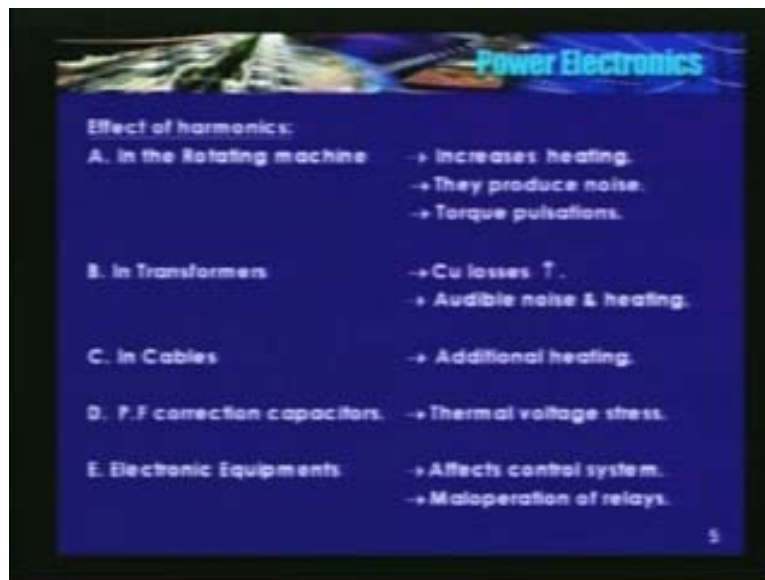 Power Electronics
Effect of harmonics:
A. In the Rotating machine → Increases heating.
→ They produce noise.
→ Torque pulsations.
B. In Transformers → Cu losses ↑.
→ Audible noise & heating.
C. In Cables → Additional heating.
D. P.F correction capacitors. → Thermal voltage stress.
E. Electronic Equipments → Affects control system.
→ Maloperation of relays.
5